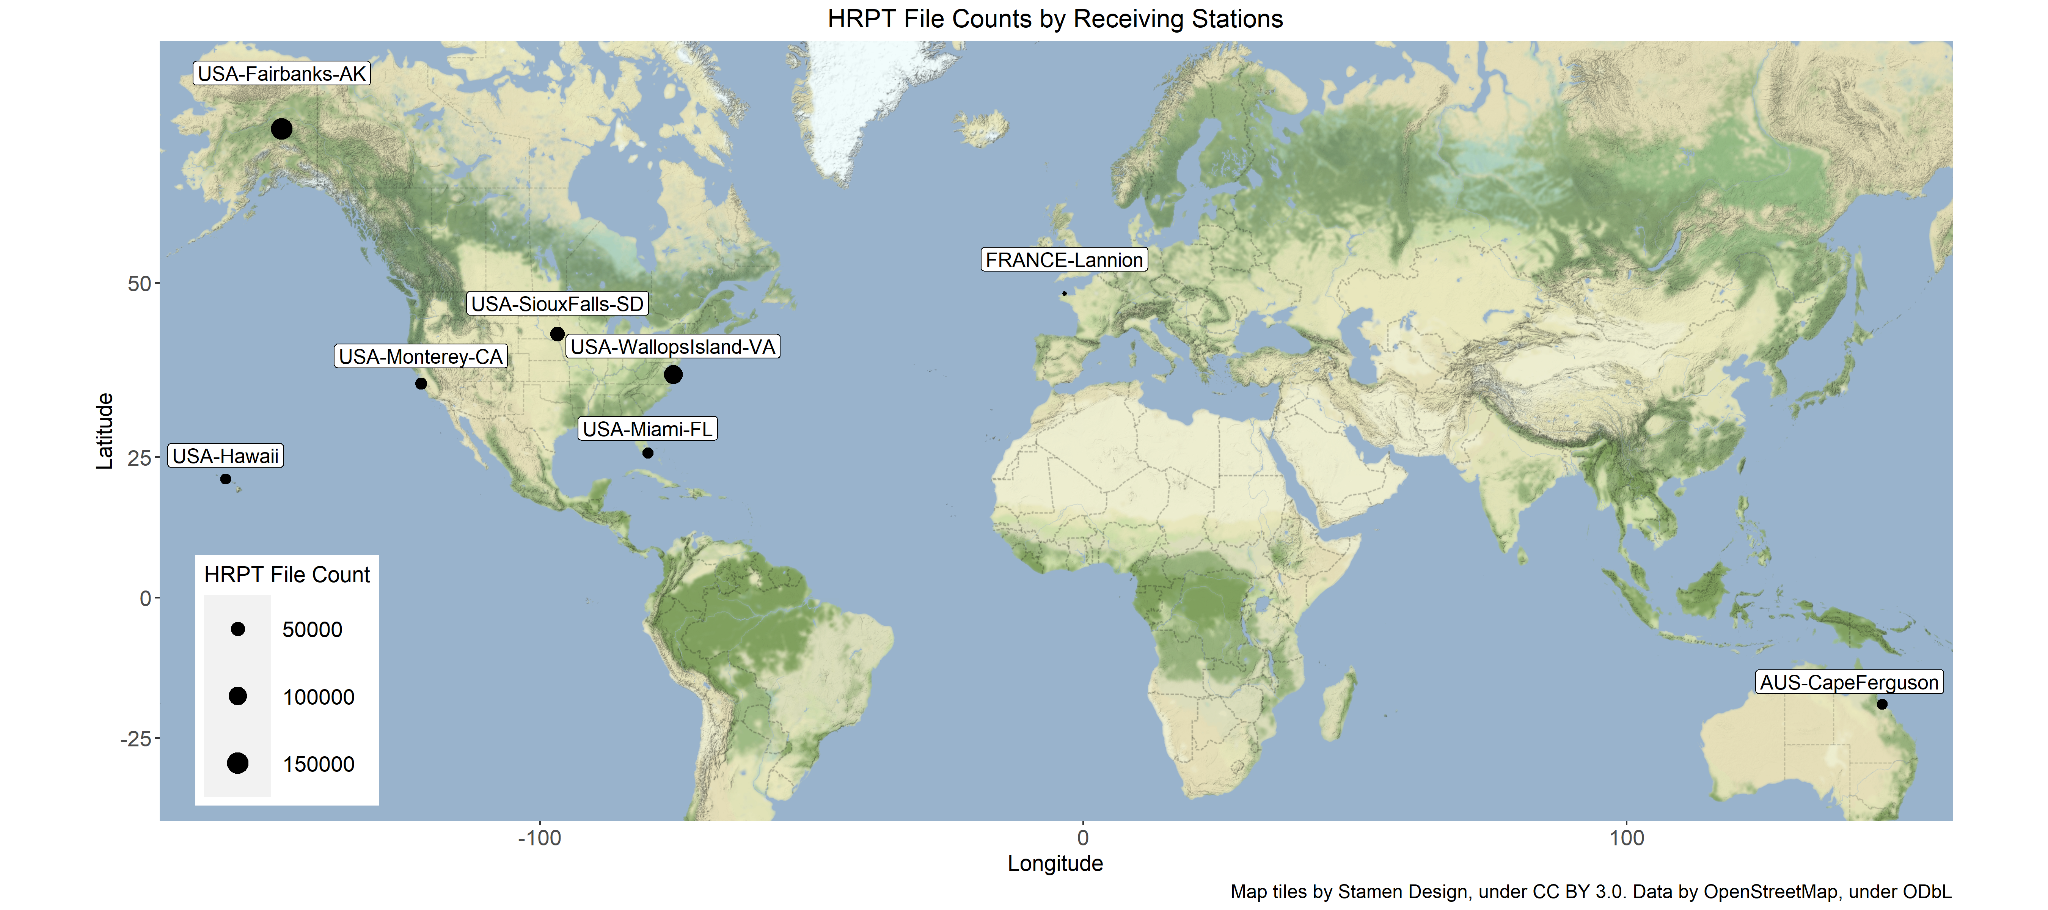 HRPT File Counts by Receiving Stations
USA-Fairbanks-AK
FRANCE-Lannion
50
USA-SiouxFalls-SD
USA-WallopsIsland-VA
USA-Monterey-CA
USA-Miami-FL
Latitude
USA-Hawaii
25
HRPT File Count
0
50000
100000
150000
AUS-CapeFerguson
-25
-100
0
100
Longitude
Map tiles by Stamen Design, under CC BY 3.0. Data by OpenStreetMap, under ODbL